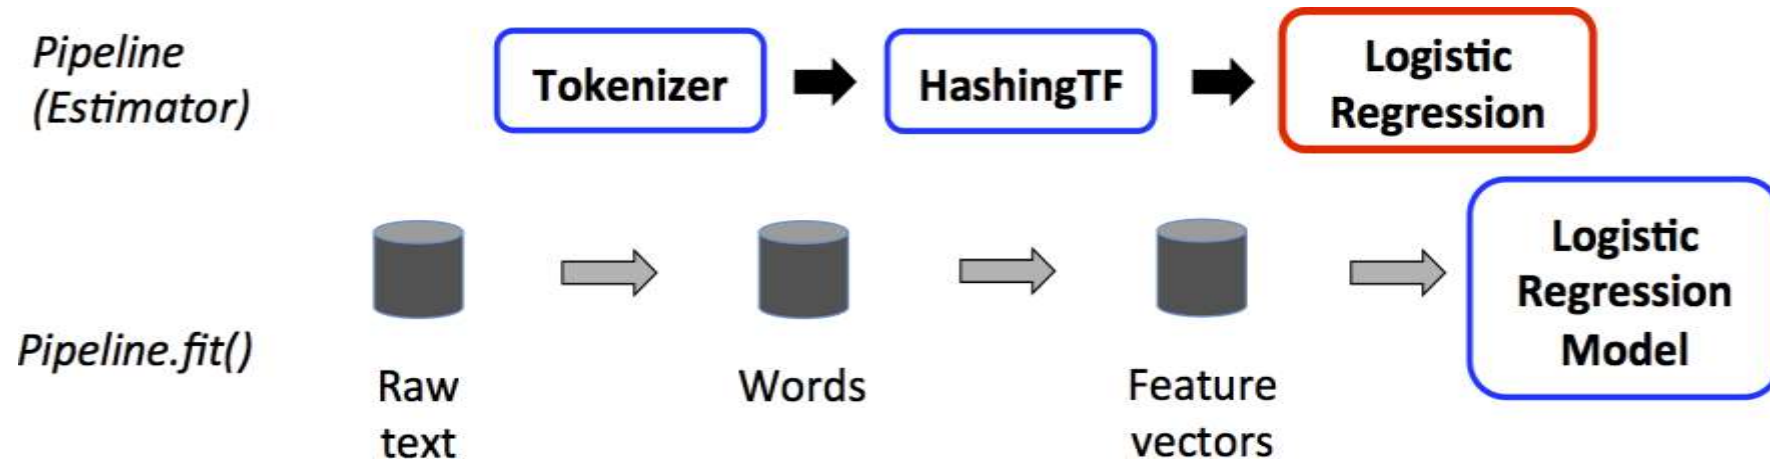 Pipeline
(Estimator)
Tokenizer
HashingTF
Logistic
Regression
Pipeline.fit()
Raw
text
Words
Feature
vectors
Logistic
Regression
Model